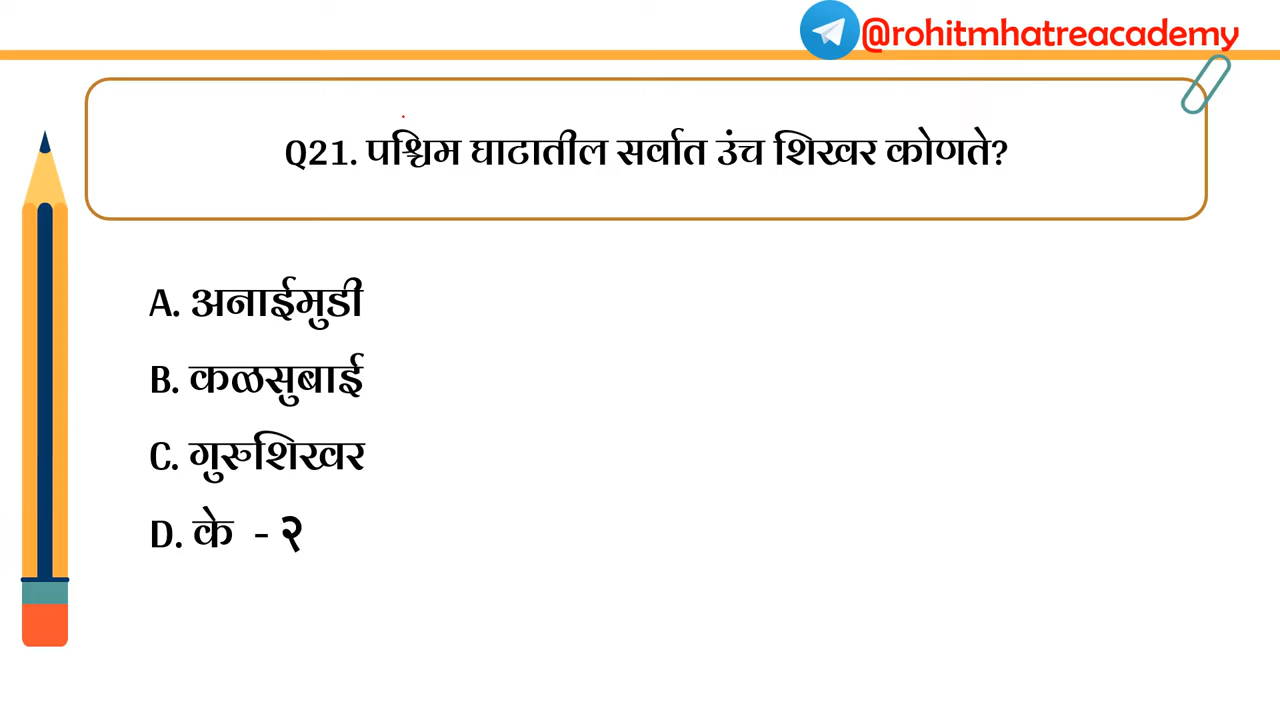 @rohitmhatreacademy
Q21. पश्चिम घाटातील सर्वात उंच शिखर कोणते?
A. अनाईमुडी
B. कळसुबाई
C. गुरुशिखर
D. के - २